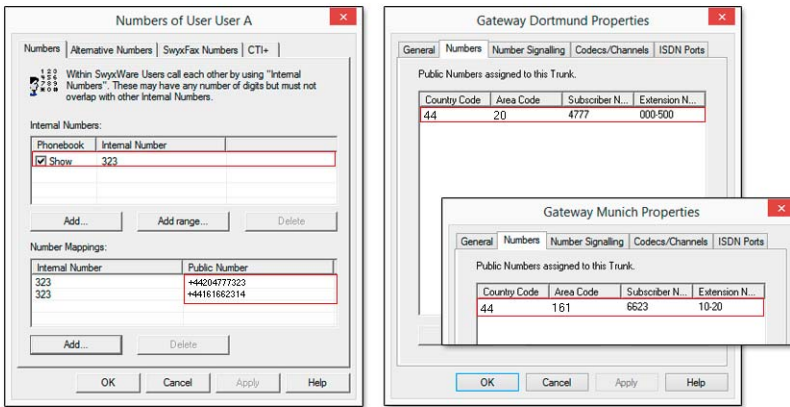 Numbers of User User A
Numbers Alternative Numbers SwyxFax Numbers CTI+
Within SwyxWare Users call each other by using "Internal
Numbers". These may have any number of digits but must not
overlap with other Internal Numbers.
Internal Numbers:
Phonebook Internal Number
Show 323
Add... Add range... Delete
Number Mappings:
Internal Number Public Number
323 +44204777323
323 +44161662314
Add... Delete
OK Cancel Apply Help
Gateway Dortmund Properties
General Numbers Number Signalling Codecs/Channels ISDN Ports
Public Numbers assigned to this Trunk.
Country Code Area Code Subscriber N... Extension N...
44 20 4777 000-500
OK Cancel Apply Help
Gateway Munich Properties
General Numbers Number Signalling Codecs/Channels ISDN Ports
Public Numbers assigned to this Trunk.
Country Code Area Code Subscriber N... Extension N...
44 161 6623 10-20